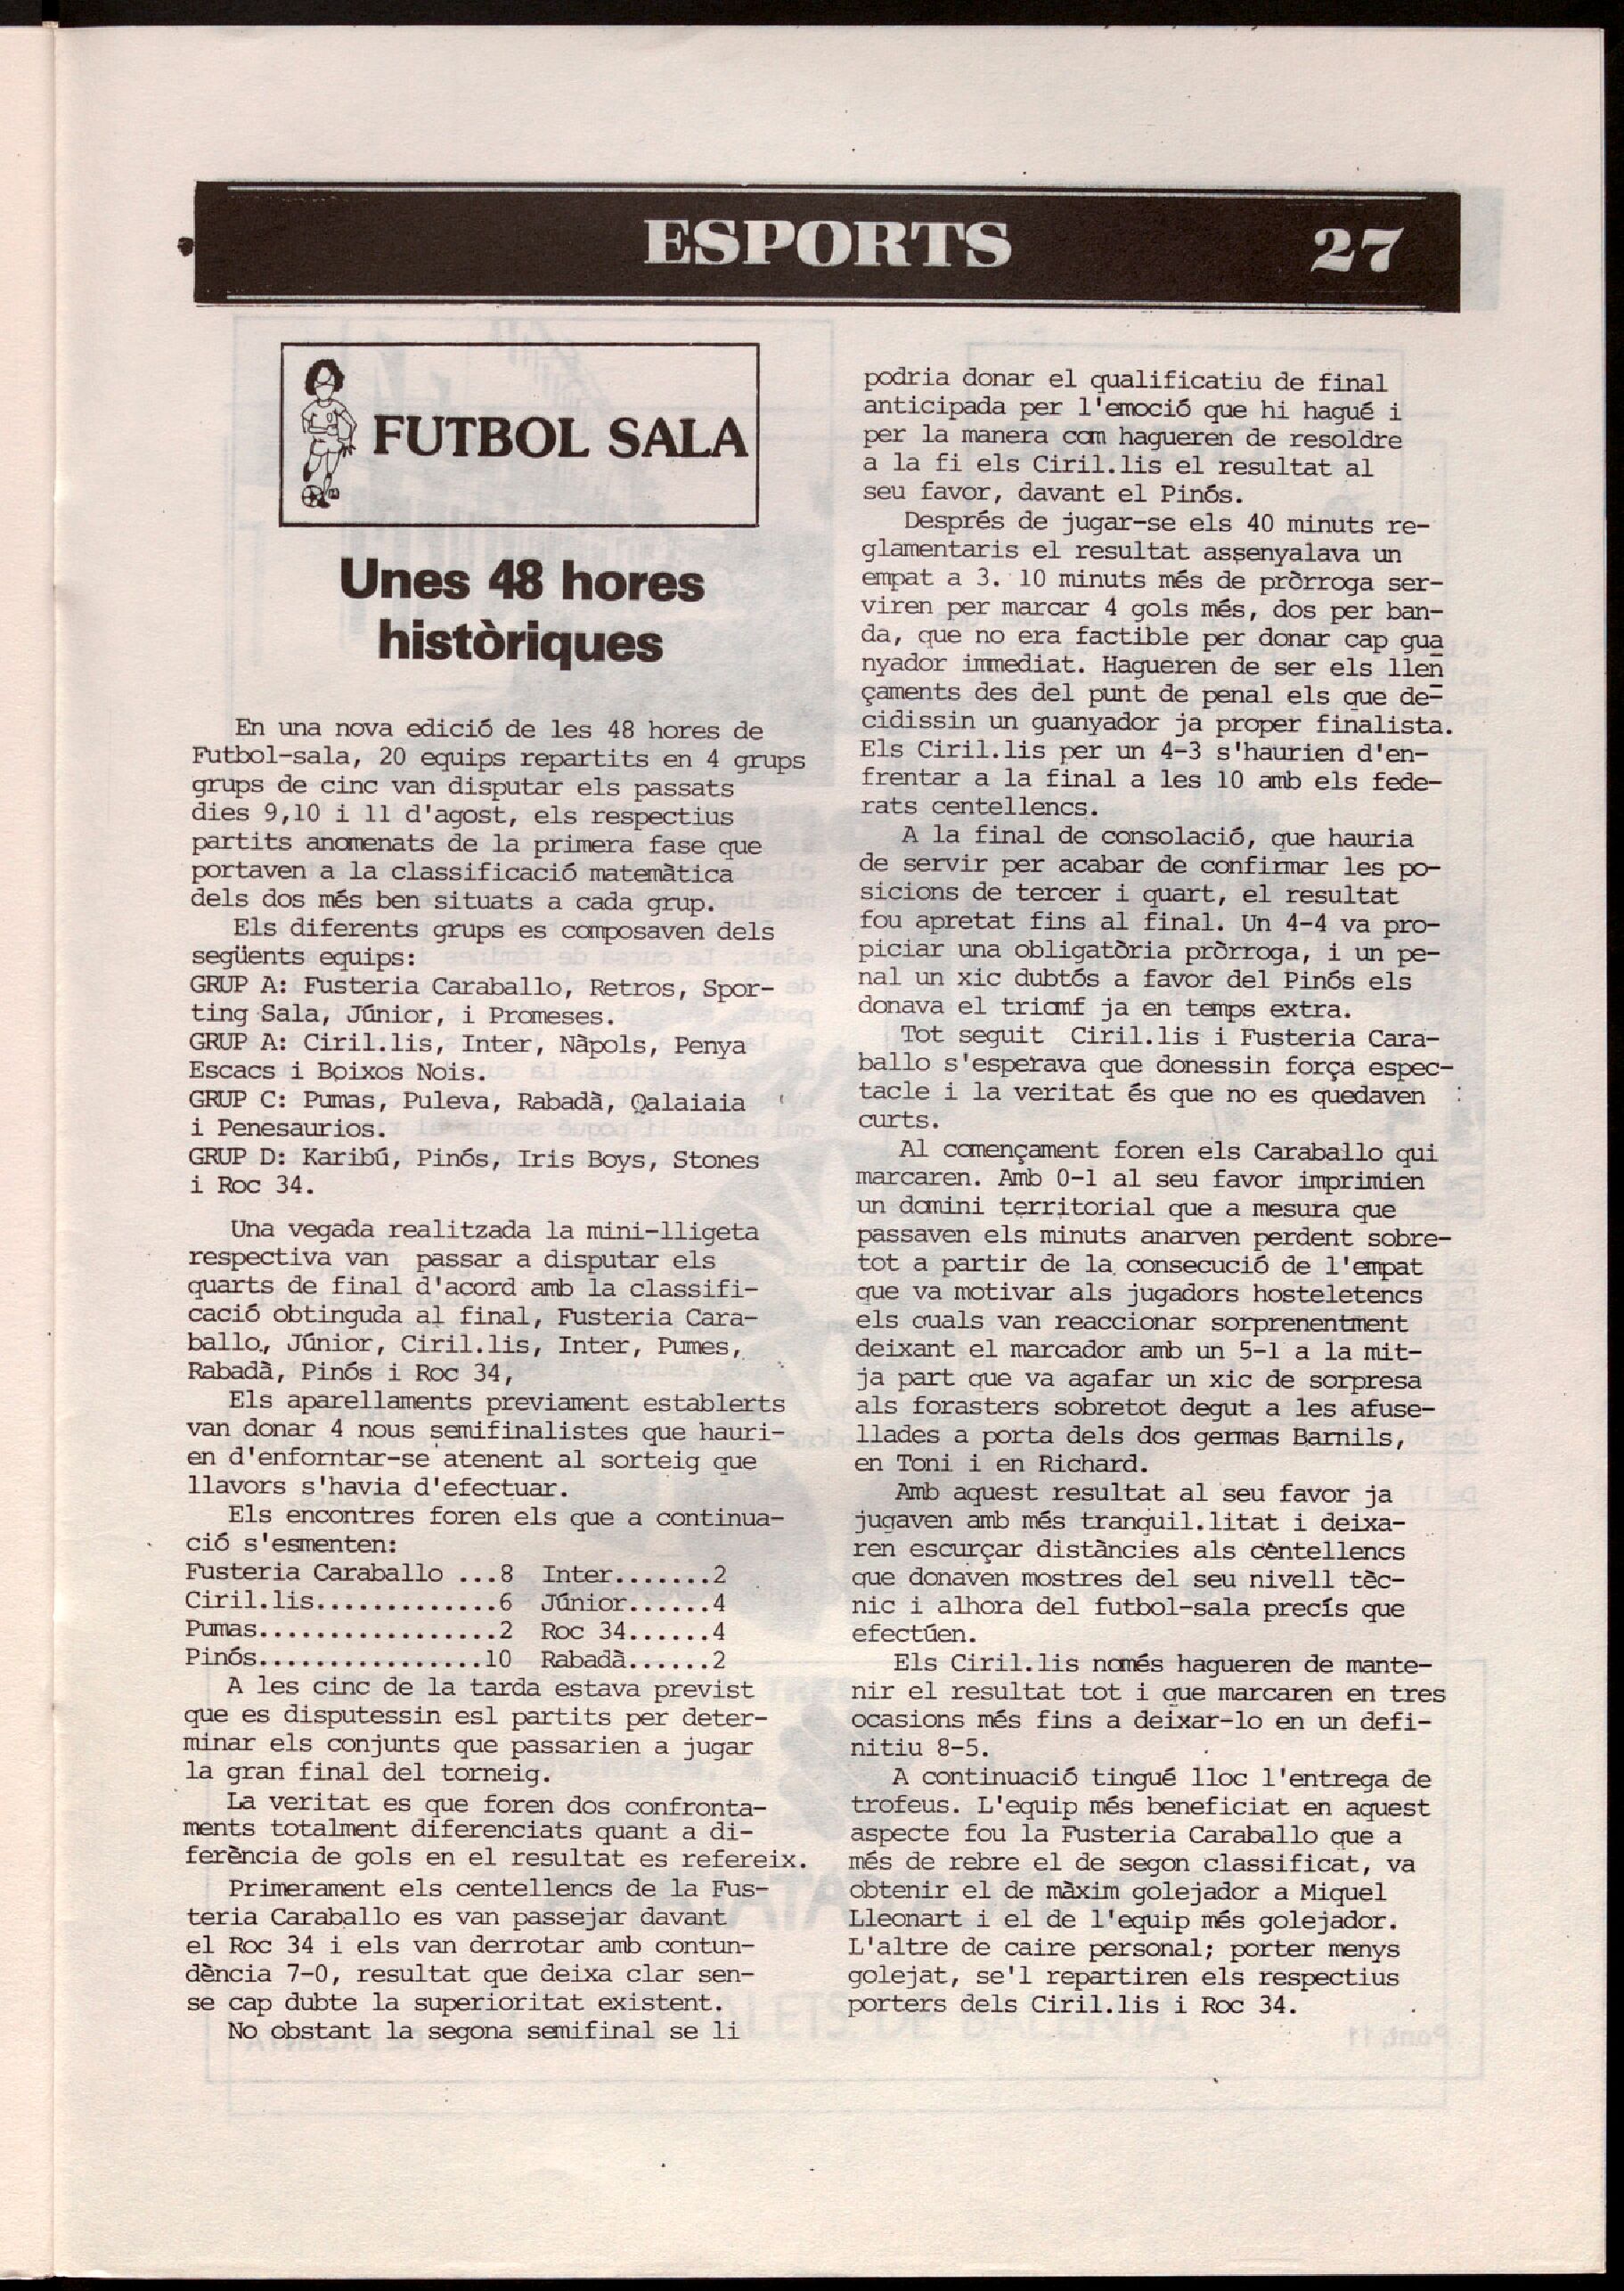 ESPORTS 27
FUTBOL SALA
Unes 48 hores
històriques
En una nova edició de les 48 hores de
Futbol-sala, 20 equips repartits en 4 grups
grups de cinc van disputar els passats
dies 9,10 i 11 d'agost, els respectius
partits anomenats de la primera fase que
portaven a la classificació matemàtica
dels dos més ben situats a cada grup.
Els diferents grups es composaven dels
següents equips:
GRUP A: Fusteria Caraballo, Retros, Spor-
ting Sala, Júnior, i Promeses.
GRUP A: Ciril.lis, Inter, Nàpols, Penya
Escacs i Boixos Nois.
GRUP C: Pumas, Puleva, Rabadà, Qalaiaia
i Penesaurios.
GRUP D: Karibú, Pinós, Iris Boys, Stones
i Roc 34.
Una vegada realitzada la mini-lligeta
respectiva van passar a disputar els
quarts de final d'acord amb la classifi-
cació obtinguda al final, Fusteria Cara-
ballo, Júnior, Ciril.lis, Inter, Pumes,
Rabadà, Pinós i Roc 34,
Els aparellaments previament establerts
van donar 4 nous semifinalistes que hauri-
en d'enforntar-se atenent al sorteig que
llavors s'havia d'efectuar.
Els encontres foren els que a continua-
ció s'esmenten:
Fusteria Caraballo ...8 Inter.......2
Ciril.lis.............6 Júnior......4
Pumas.................2 Roc 34......4
Pinós................10 Rabadà......2
A les cinc de la tarda estava previst
que es disputessin esl partits per deter-
minar els conjunts que passarien a jugar
la gran final del torneig.
La veritat es que foren dos confronta-
ments totalment diferenciats quant a di-
ferència de gols en el resultat es refereix.
Primerament els centellencs de la Fus-
teria Caraballo es van passejar davant
el Roc 34 i els van derrotar amb contun-
dència 7-0, resultat que deixa clar sen-
se cap dubte la superioritat existent.
No obstant la segona semifinal se li
podria donar el qualificatiu de final
anticipada per l'emoció que hi hagué i
per la manera com hagueren de resoldre
a la fi els Ciril.lis el resultat al
seu favor, davant el Pinós.
Després de jugar-se els 40 minuts re-
glamentaris el resultat assenyalava un
empat a 3. 10 minuts més de pròrroga ser-
viren per marcar 4 gols més, dos per ban-
da, que no era factible per donar cap gua
nyador immediat. Hagueren de ser els llen
çaments des del punt de penal els que de-
cidissin un guanyador ja proper finalista.
Els Ciril.lis per un 4-3 s'haurien d'en-
frentar a la final a les 10 amb els fede-
rats centellencs.
A la final de consolació, que hauria
de servir per acabar de confirmar les po-
sicions de tercer i quart, el resultat
fou apretat fins al final. Un 4-4 va pro-
piciar una obligatòria pròrroga, i un pe-
nal un xic dubtós a favor del Pinós els
donava el triomf ja en temps extra.
Tot seguit Ciril.lis i Fusteria Cara-
ballo s'esperava que donessin força espec-
tacle i la veritat és que no es quedaven
curts.
Al començament foren els Caraballo qui
marcaren. Amb 0-1 al seu favor imprimien
un domini territorial que a mesura que
passaven els minuts anarven perdent sobre-
tot a partir de la consecució de l'empat
que va motivar als jugadors hosteletencs
els quals van reaccionar sorprenentment
deixant el marcador amb un 5-1 a la mit-
ja part que va agafar un xic de sorpresa
als forasters sobretot degut a les afuse-
llades a porta dels dos germas Barnils,
en Toni i en Richard.
Amb aquest resultat al seu favor ja
jugaven amb més tranquil.litat i deixa-
ren escurçar distàncies als centellencs
que donaven mostres del seu nivell tèc-
nic i alhora del futbol-sala precís que
efectúen.
Els Ciril.lis només hagueren de mante-
nir el resultat tot i que marcaren en tres
ocasions més fins a deixar-lo en un defi-
nitiu 8-5.
A continuació tingué lloc l'entrega de
trofeus. L'equip més beneficiat en aquest
aspecte fou la Fusteria Caraballo que a
més de rebre el de segon classificat, va
obtenir el de màxim golejador a Miquel
Lleonart i el de l'equip més golejador.
L'altre de caire personal; porter menys
golejat, se'l repartiren els respectius
porters dels Ciril.lis i Roc 34.